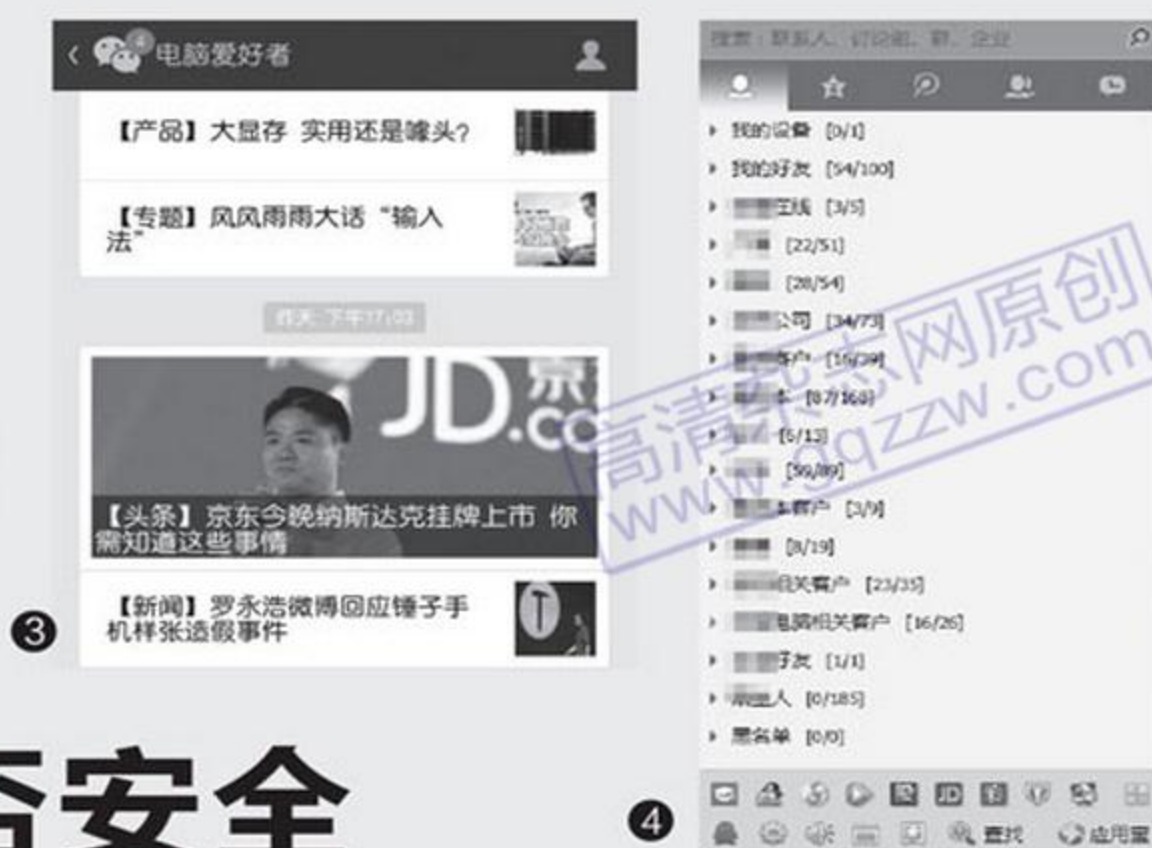 电脑爱好者
【产品】大显存 实用还是噱头？
【专题】风风雨雨大话“输入
法”
昨天 下午17:03
JD.co
【头条】京东今晚纳斯达克挂牌上市 你
需知道这些事情
【新闻】罗永浩微博回应锤子手
机样张造假事件
③
安全
搜索：联系人、讨论组、群、企业
我的设备 [0/1]
我的好友 [54/100]
[3/5]
[22/51]
[28/54]
公司 [34/73]
客户 [16/39]
[87/168]
[6/13]
[59/89]
客户 [3/9]
[8/19]
相关客户 [23/35]
电脑相关客户 [16/26]
[1/1]
陌生人 [0/185]
黑名单 [0/0]
JD
查找
应用宝
④
高清杂志网原创
www.gqzzw.com